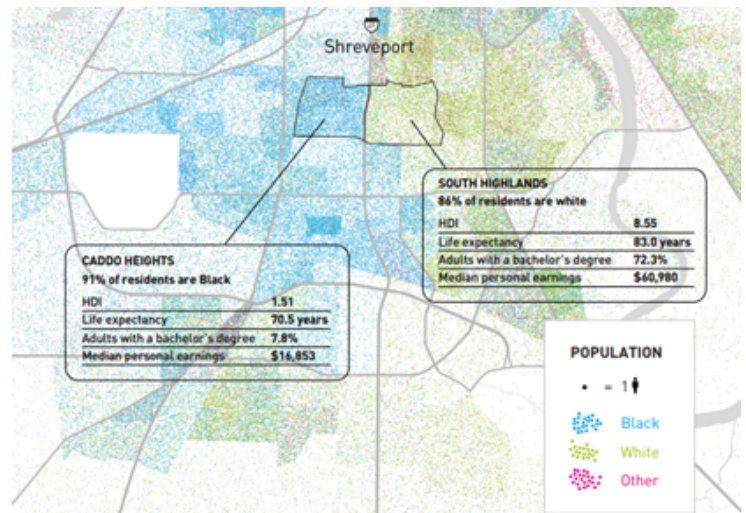 Shreveport
SOUTH HIGHLANDS
86% of residents are white
HDI 8.55
Life expectancy 83.0 years
Adults with a bachelor's degree 72.3%
Median personal earnings $60,980
CADDO HEIGHTS
91% of residents are Black
HDI 1.51
Life expectancy 70.5 years
Adults with a bachelor's degree 7.8%
Median personal earnings $16,853
POPULATION
= 1
Black
White
Other